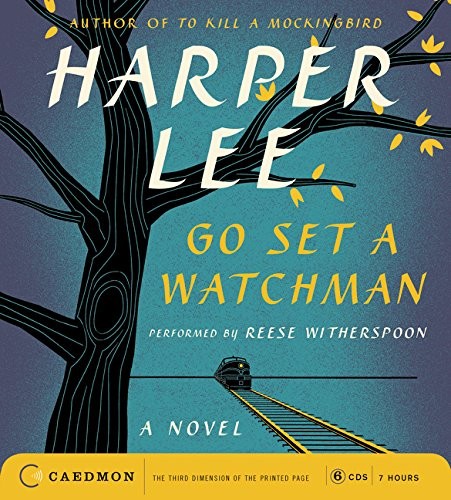 AUTHOR OF TO KILL A MOCKINGBIRD
HARPER
LEE
GO SET A
WATCHMAN
PERFORMED BY REESE WITHERSPOON
A NOVEL
CAEDMON
THE THIRD DIMENSION OF THE PRINTED PAGE
6 CDS
7 HOURS